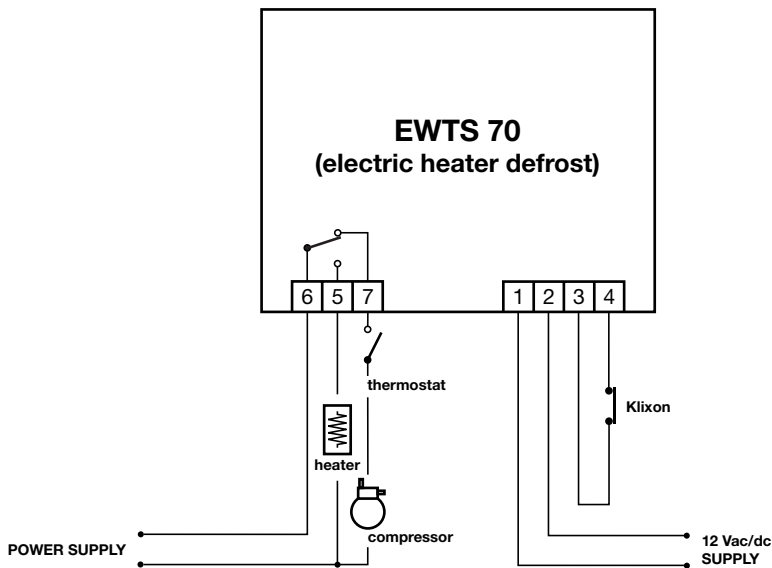 EWTS 70
(electric heater defrost)
6 5 7
1 2 3 4
thermostat
Klixon
heater
compressor
POWER SUPPLY
12 Vac/dc
SUPPLY